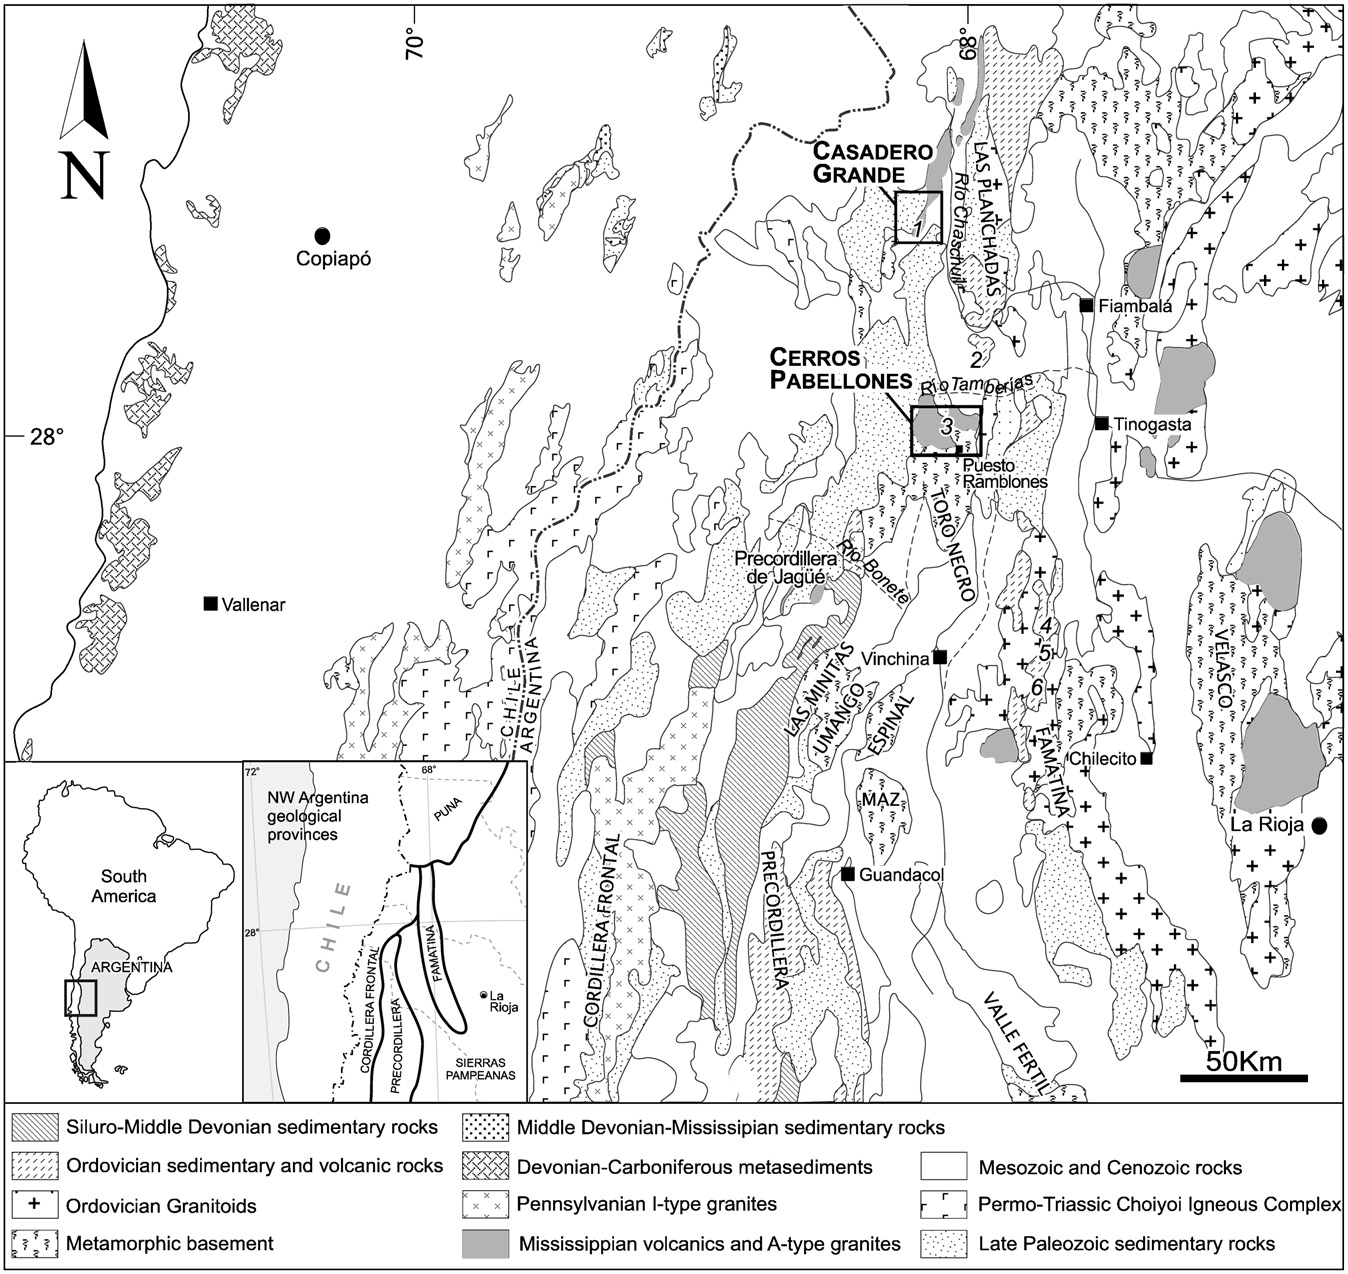 70°
68°
N
CASADERO
GRANDE
1
Río Chaschuil
LAS PLANCHADAS
Copiapó
Fiambalá
2
CERROS
PABELLONES
Río Tamberías
3
28°
Tinogasta
Puesto
Ramblones
TORO NEGRO
Precordillera
de Jagüé
Río Bonete
Vallenar
CHILE
ARGENTINA
4
5
6
Vinchina
LAS MINITAS
UMANGO
ESPINAL
VELASCO
FAMATINA
Chilecito
MAZ
La Rioja
Guandacol
CORDILLERA FRONTAL
PRECORDILLERA
VALLE FERTIL
50Km
South
America
ARGENTINA
72°
68°
NW Argentina
geological
provinces
PUNA
CHILE
28°
FAMATINA
CORDILLERA FRONTAL
PRECORDILLERA
La
Rioja
SIERRAS
PAMPEANAS
Siluro-Middle Devonian sedimentary rocks
Ordovician sedimentary and volcanic rocks
Ordovician Granitoids
Metamorphic basement
Middle Devonian-Missisipian sedimentary rocks
Devonian-Carboniferous metasediments
Pennsylvanian I-type granites
Mississippian volcanics and A-type granites
Mesozoic and Cenozoic rocks
Permo-Triassic Choiyoi Igneous Complex
Late Paleozoic sedimentary rocks